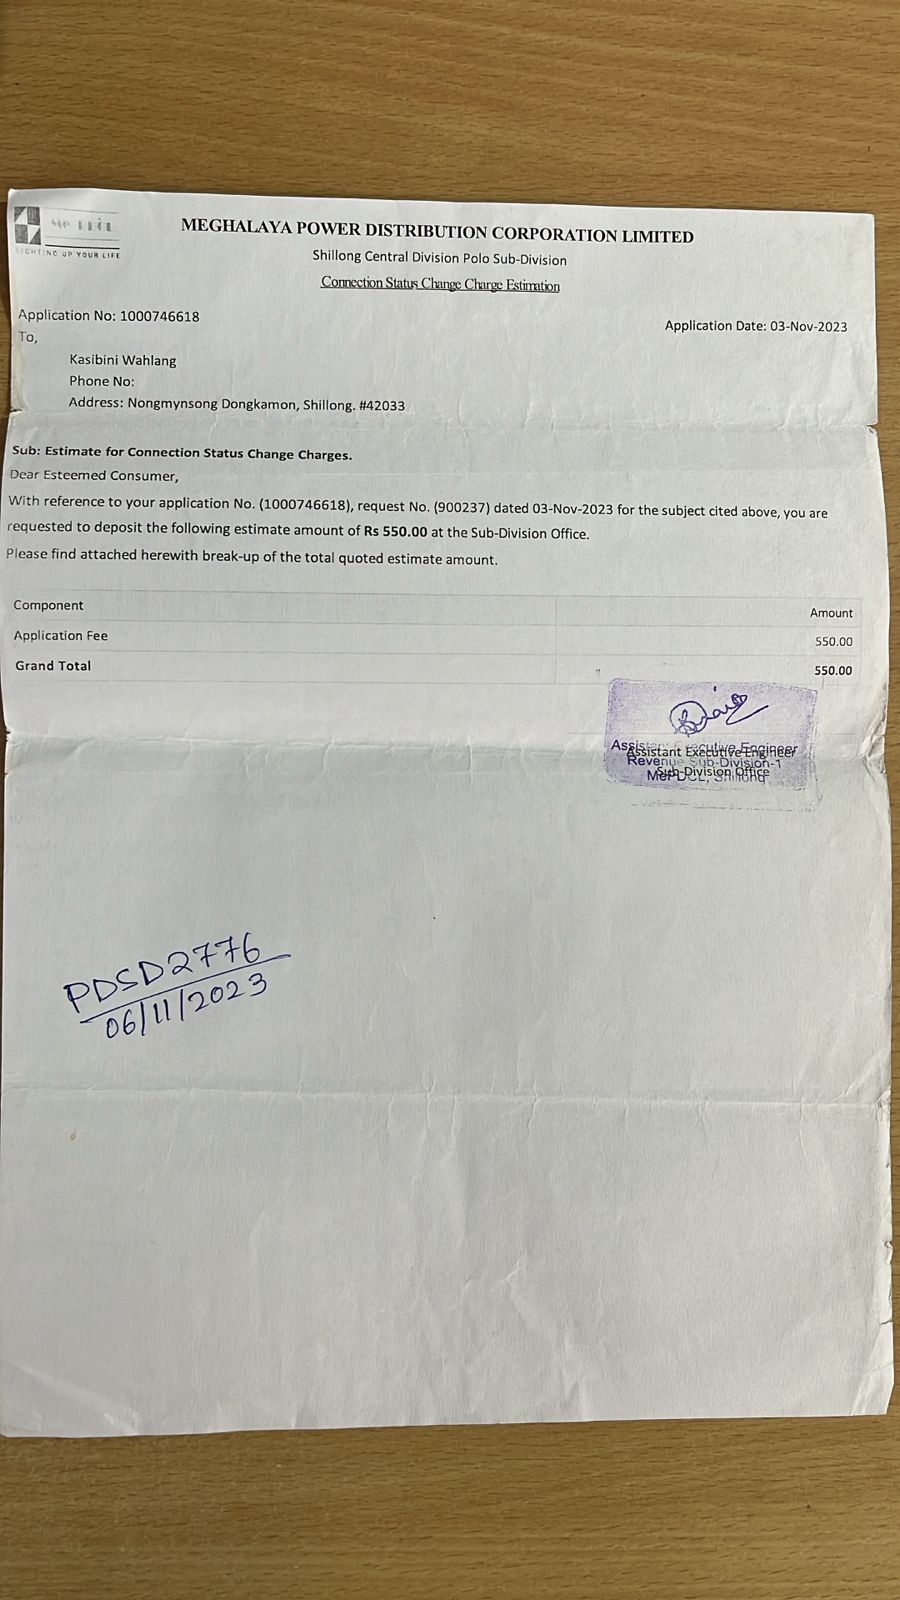 LIGHTING UP YOUR LIFE
MEGHALAYA POWER DISTRIBUTION CORPORATION LIMITED
Shillong Central Division Polo Sub-Division
Connection Status Change Charge Estimation
Application No: 1000746618
Application Date: 03-Nov-2023
To,
Kasibini Wahlang
Phone No:
Address: Nongmynsong Dongkamon, Shillong. #42033
Sub: Estimate for Connection Status Change Charges.
Dear Esteemed Consumer,
With reference to your application No. (1000746618), request No. (900237) dated 03-Nov-2023 for the subject cited above, you are
requested to deposit the following estimate amount of Rs 550.00 at the Sub-Division Office.
Please find attached herewith break-up of the total quoted estimate amount.
Component Amount
Application Fee 550.00
Grand Total 550.00
Assistant Executive Engineer
Revenue Sub-Division-1
Sub-Division Office
MePDCL, Shillong
PDSD2776
06/11/2023